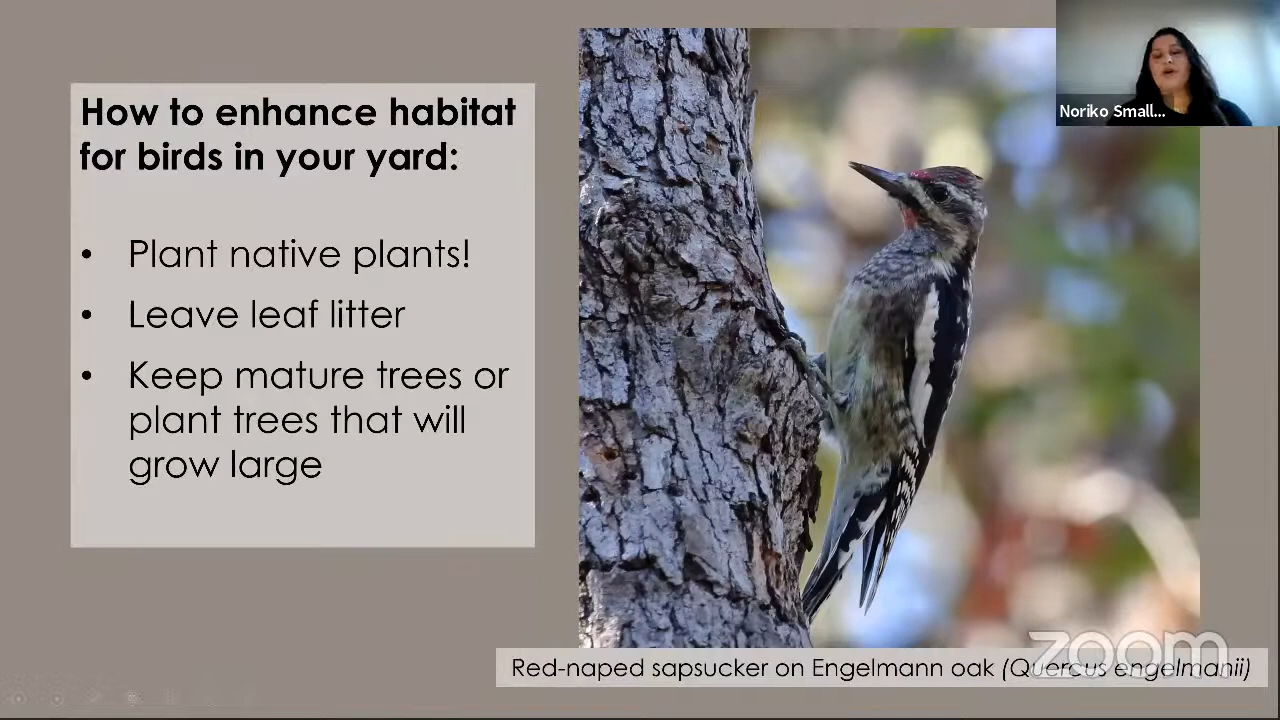 How to enhance habitat
for birds in your yard:
• Plant native plants!
• Leave leaf litter
• Keep mature trees or
plant trees that will
grow large
Noriko Small...
zoom
Red-naped sapsucker on Engelmann oak (Quercus engelmanii)